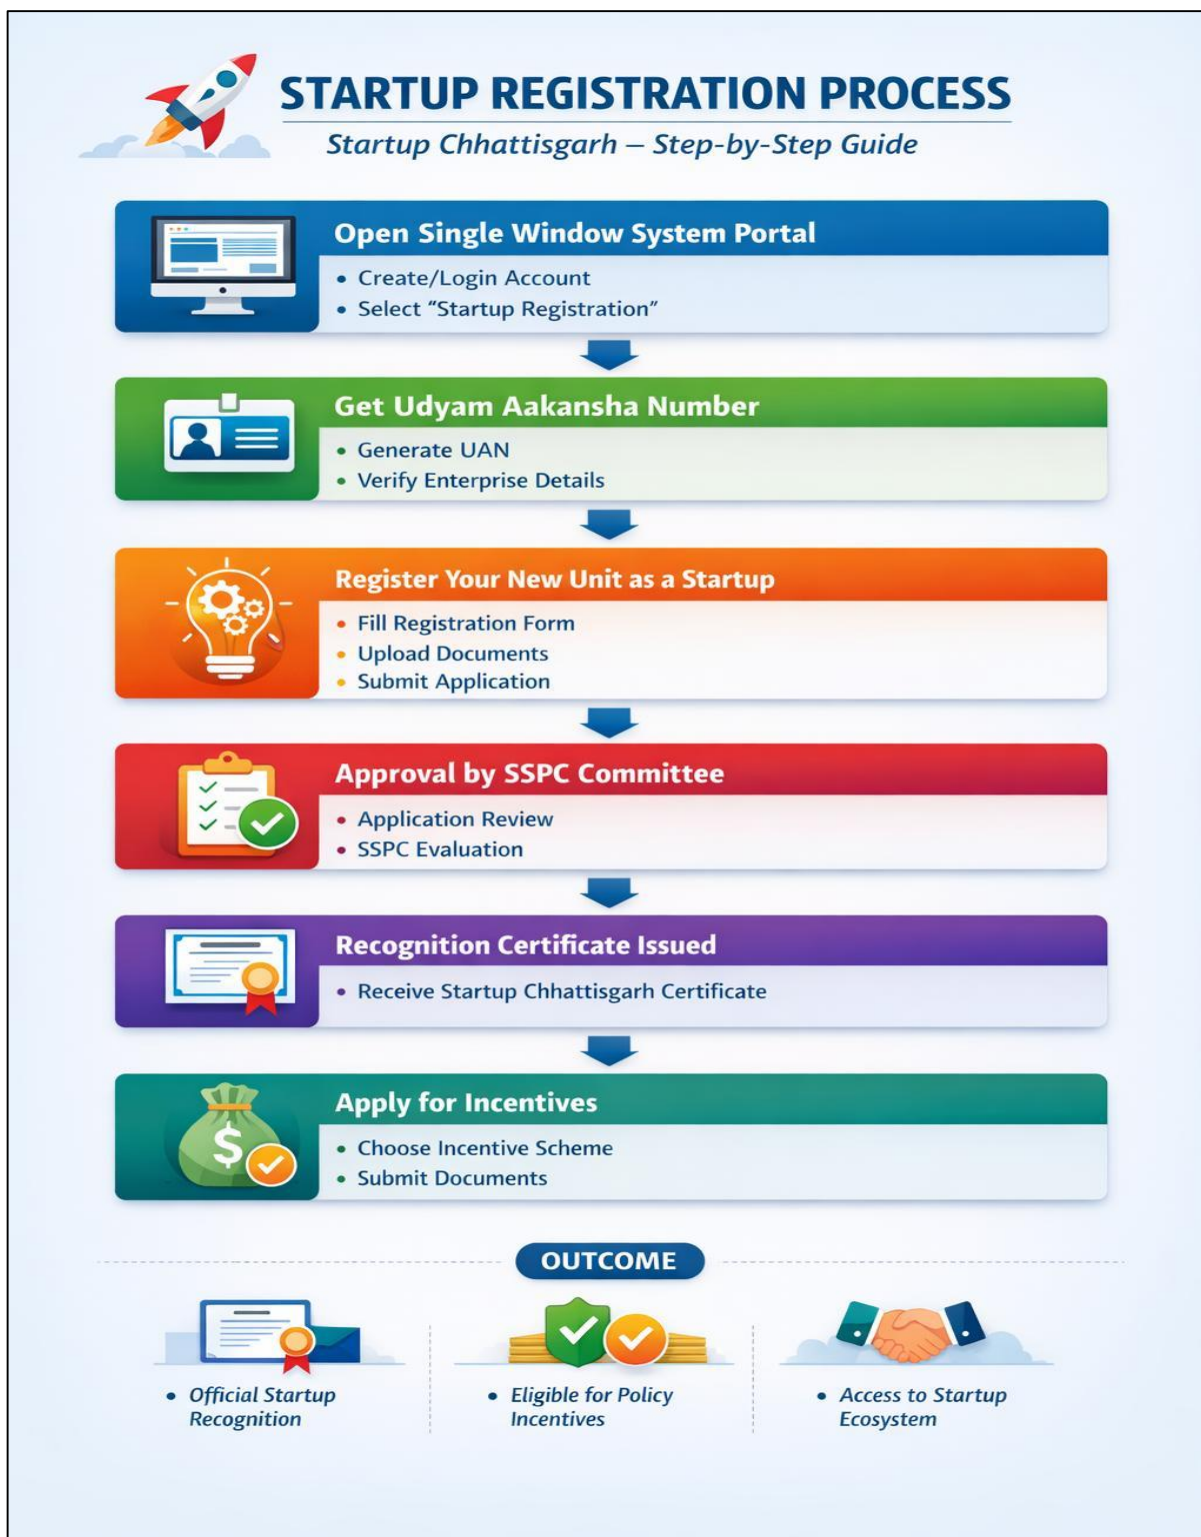 STARTUP REGISTRATION PROCESS
Startup Chhattisgarh – Step-by-Step Guide
Open Single Window System Portal
• Create/Login Account
• Select “Startup Registration”
Get Udyam Aakansha Number
• Generate UAN
• Verify Enterprise Details
Register Your New Unit as a Startup
• Fill Registration Form
• Upload Documents
• Submit Application
Approval by SSPC Committee
• Application Review
• SSPC Evaluation
Recognition Certificate Issued
• Receive Startup Chhattisgarh Certificate
$
Apply for Incentives
• Choose Incentive Scheme
• Submit Documents
OUTCOME
• Official Startup
Recognition
• Eligible for Policy
Incentives
• Access to Startup
Ecosystem